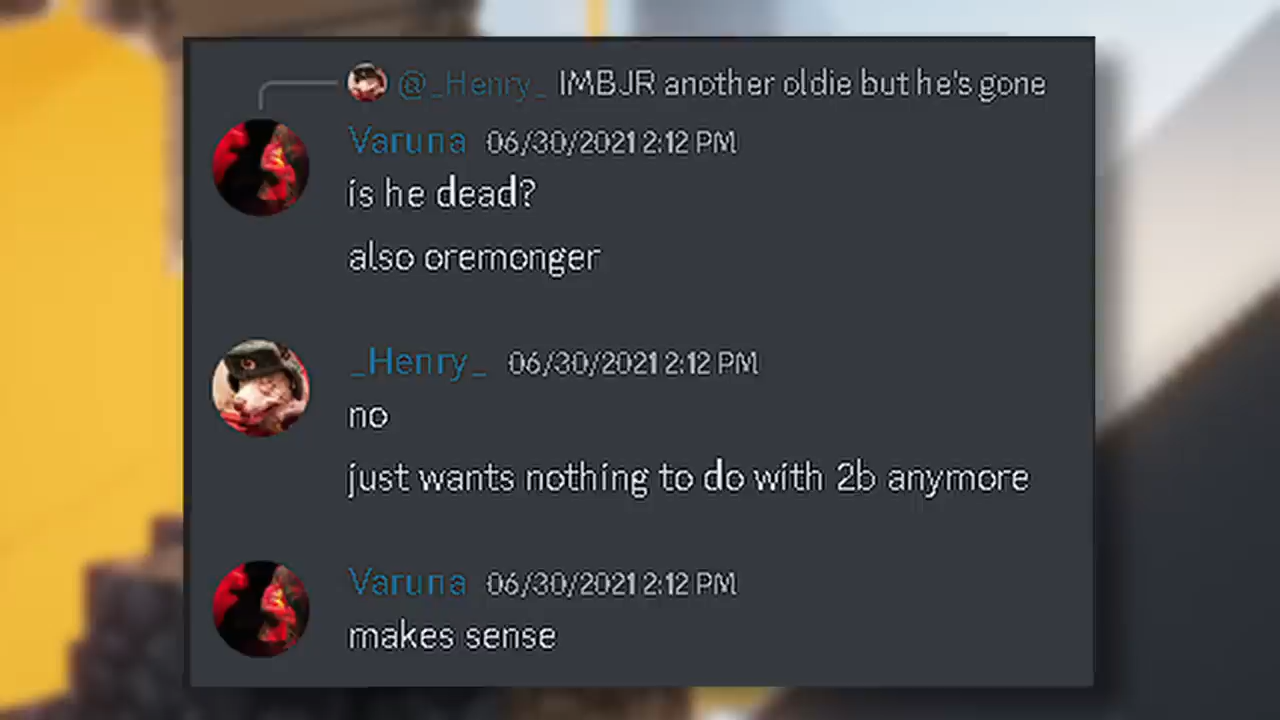 @_Henry_ IMBJR another oldie but he's gone
Varuna 06/30/2021 2:12 PM
is he dead?
also oremonger
_Henry_ 06/30/2021 2:12 PM
no
just wants nothing to do with 2b anymore
Varuna 06/30/2021 2:12 PM
makes sense